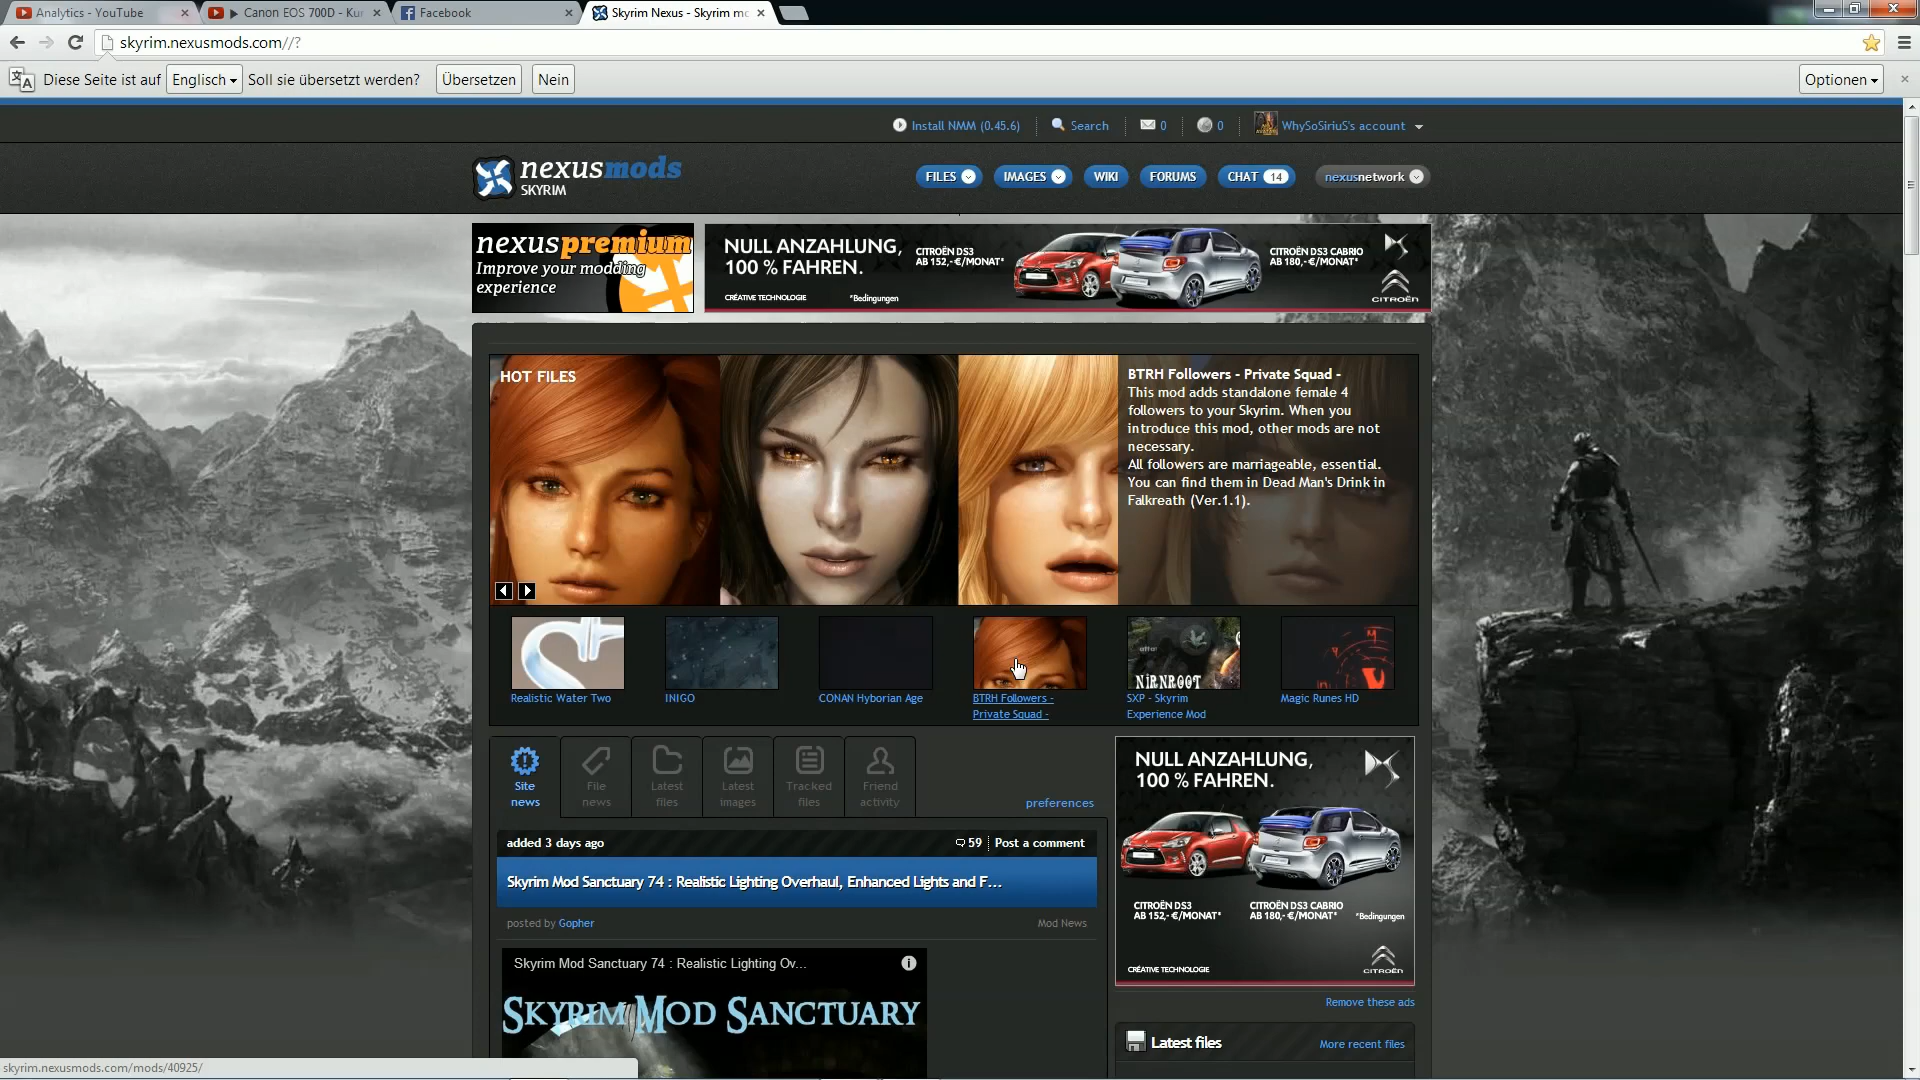 Analytics - YouTube
Canon EOS 700D - Ku
Facebook
Skyrim Nexus - Skyrim m
skyrim.nexusmods.com//?
Diese Seite ist auf Englisch Soll sie übersetzt werden? Übersetzen Nein Optionen
Install NMM (0.45.6) Search 0 0 WhySoSiriuS's account
nexusmods
SKYRIM
FILES IMAGES WIKI FORUMS CHAT 14 nexusnetwork
nexuspremium
Improve your modding
experience
NULL ANZAHLUNG,
100 % FAHREN.
CITROËN DS3
AB 152,-€/MONAT*
CITROËN DS3 CABRIO
AB 180,-€/MONAT*
CRÉATIVE TECHNOLOGIE *Bedingungen
CITROËN
HOT FILES
BTRH Followers - Private Squad -
This mod adds standalone female 4
followers to your Skyrim. When you
introduce this mod, other mods are not
necessary.
All followers are marriageable, essential.
You can find them in Dead Man's Drink in
Falkreath (Ver.1.1).
NIRNROOT
Realistic Water Two
INIGO
CONAN Hyborian Age
BTRH Followers -
Private Squad -
SXP - Skyrim
Experience Mod
Magic Runes HD
Site
news
File
news
Latest
files
Latest
images
Tracked
files
Friend
activity
preferences
added 3 days ago 59 Post a comment
Skyrim Mod Sanctuary 74 : Realistic Lighting Overhaul, Enhanced Lights and F...
posted by Gopher Mod News
Skyrim Mod Sanctuary 74 : Realistic Lighting Ov...
SKYRIM MOD SANCTUARY
NULL ANZAHLUNG,
100 % FAHREN.
CITROËN DS3
AB 152,-€/MONAT*
CITROËN DS3 CABRIO
AB 180,-€/MONAT*
*Bedingungen
CRÉATIVE TECHNOLOGIE
CITROËN
Remove these ads
Latest files More recent files
skyrim.nexusmods.com/mods/40925/